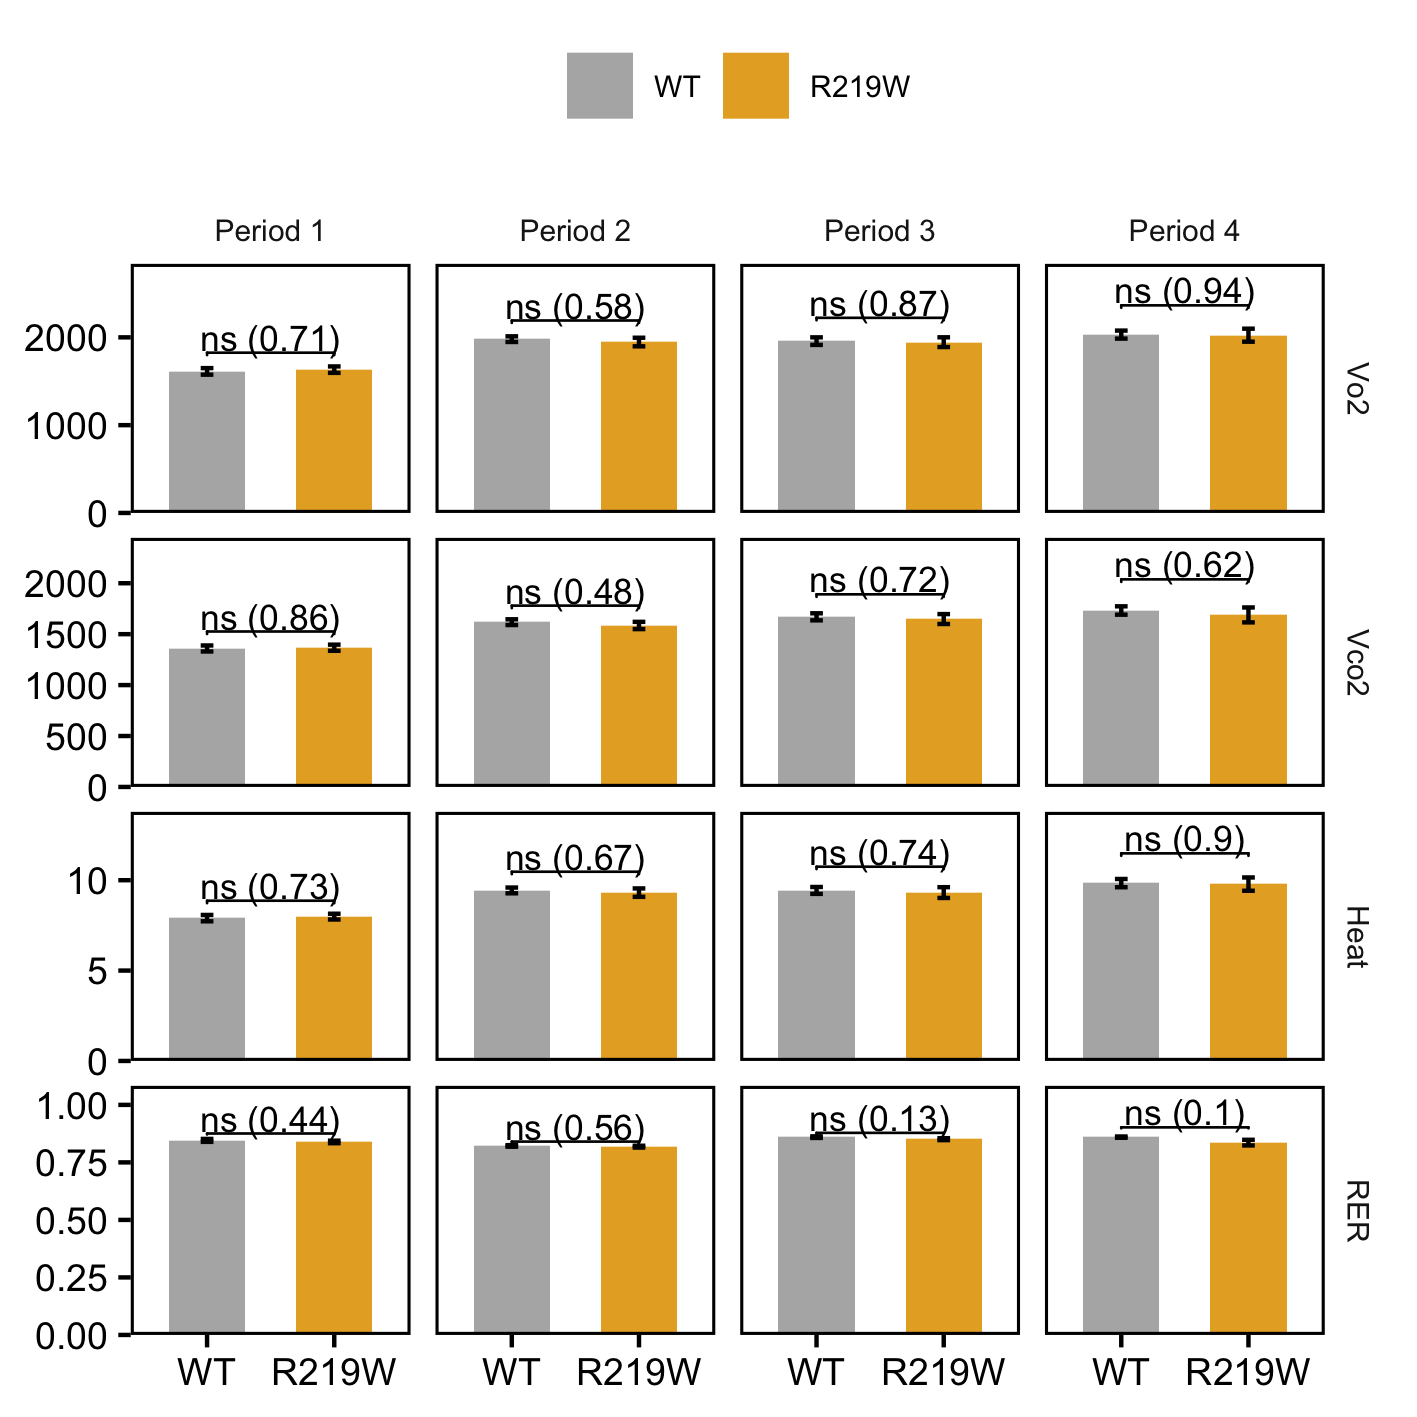 WT R219W
Period 1 Period 2 Period 3 Period 4
2000
1000
0
ns (0.71) ns (0.58) ns (0.87) ns (0.94)
Vo2
2000
1500
1000
500
0
ns (0.86) ns (0.48) ns (0.72) ns (0.62)
Vco2
10
5
0
ns (0.73) ns (0.67) ns (0.74) ns (0.9)
Heat
1.00
0.75
0.50
0.25
0.00
ns (0.44) ns (0.56) ns (0.13) ns (0.1)
RER
WT R219W WT R219W WT R219W WT R219W